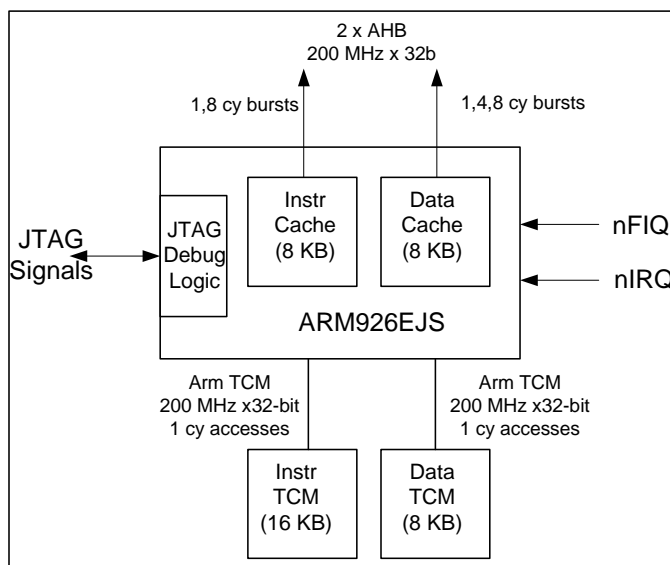 2 x AHB
200 MHz x 32b
1,8 cy bursts
1,4,8 cy bursts
JTAG
Signals
JTAG
Debug
Logic
Instr
Cache
(8 KB)
Data
Cache
(8 KB)
nFIQ
nIRQ
ARM926EJS
Arm TCM
200 MHz x32-bit
1 cy accesses
Arm TCM
200 MHz x32-bit
1 cy accesses
Instr
TCM
(16 KB)
Data
TCM
(8 KB)